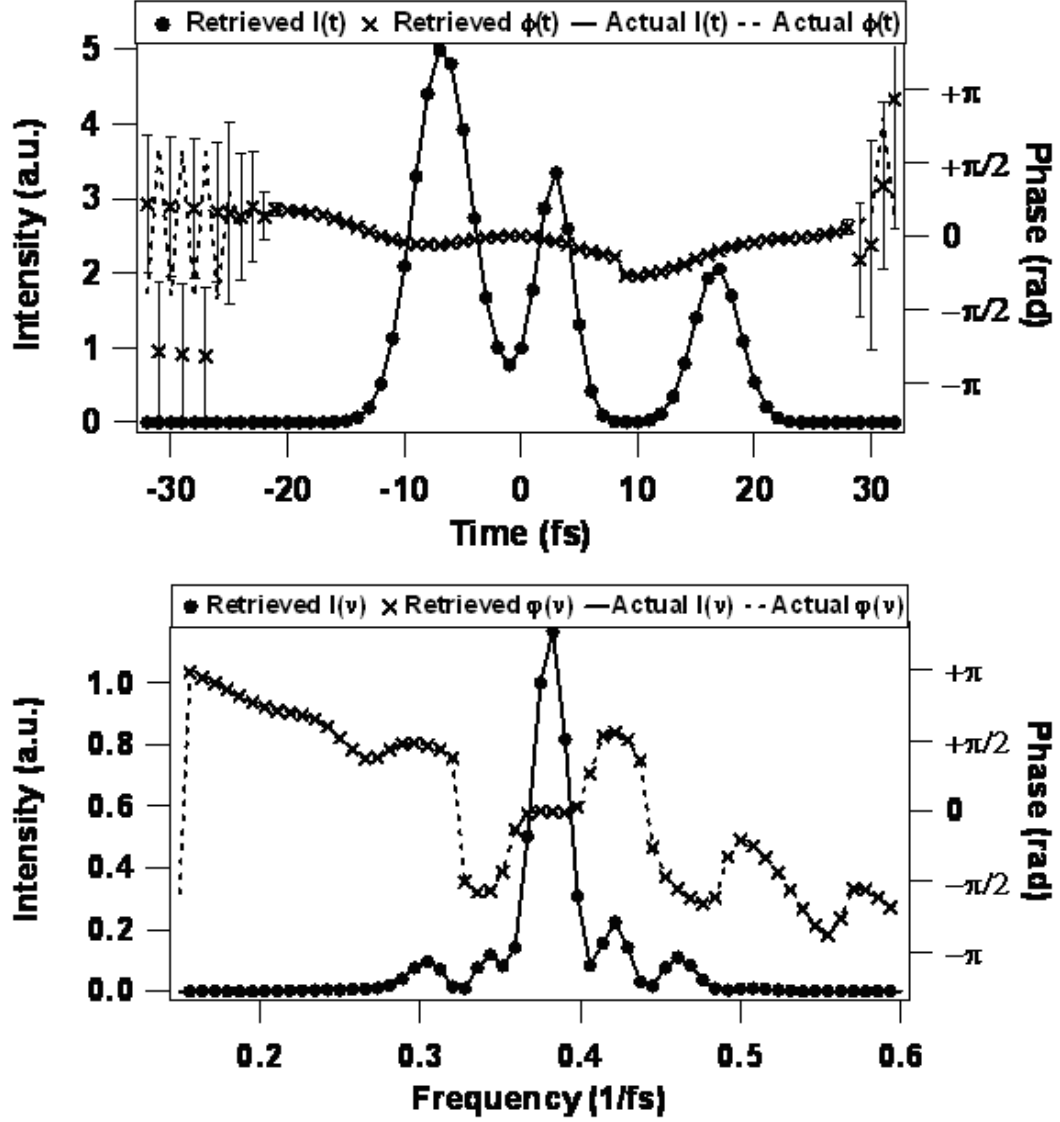 Retrieved I(t) Retrieved ϕ(t) Actual I(t) Actual ϕ(t)
Intensity (a.u.)
5
4
3
2
1
0
+π
+π/2
0
−π/2
−π
Phase (rad)
-30 -20 -10 0 10 20 30
Time (fs)
Retrieved I(ν) Retrieved φ(ν) Actual I(ν) Actual φ(ν)
Intensity (a.u.)
1.0
0.8
0.6
0.4
0.2
0.0
+π
+π/2
0
−π/2
−π
Phase (rad)
0.2 0.3 0.4 0.5 0.6
Frequency (1/fs)